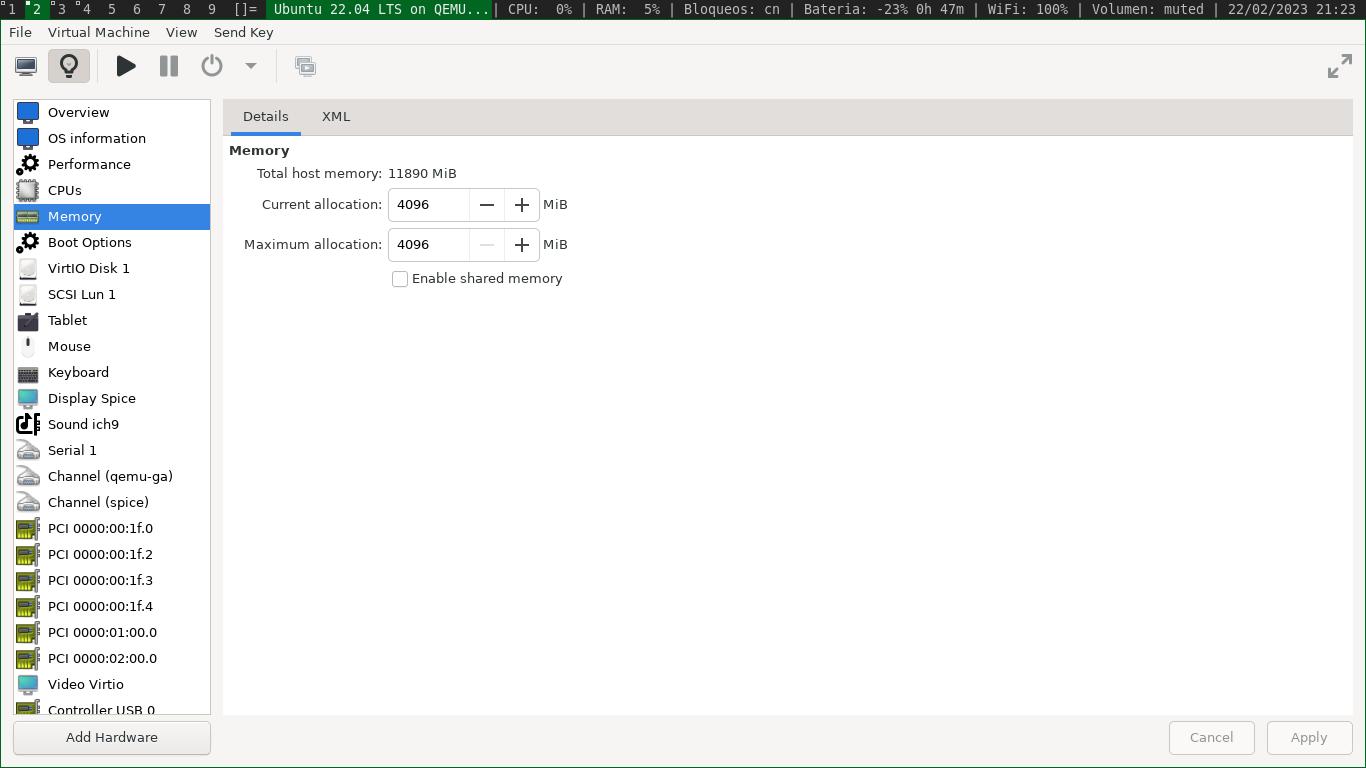 1 2 3 4 5 6 7 8 9 []= Ubuntu 22.04 LTS on QEMU...| CPU:  0% | RAM:  5% | Bloqueos: cn | Bateria: -23% 0h 47m | WiFi: 100% | Volumen: muted | 22/02/2023 21:23
File Virtual Machine View Send Key
Overview
OS information
Performance
CPUs
Memory
Boot Options
VirtIO Disk 1
SCSI Lun 1
Tablet
Mouse
Keyboard
Display Spice
Sound ich9
Serial 1
Channel (qemu-ga)
Channel (spice)
PCI 0000:00:1f.0
PCI 0000:00:1f.2
PCI 0000:00:1f.3
PCI 0000:00:1f.4
PCI 0000:01:00.0
PCI 0000:02:00.0
Video Virtio
Controller USB 0
Add Hardware
Details XML
Memory
Total host memory: 11890 MiB
Current allocation: 4096 MiB
Maximum allocation: 4096 MiB
Enable shared memory
Cancel Apply